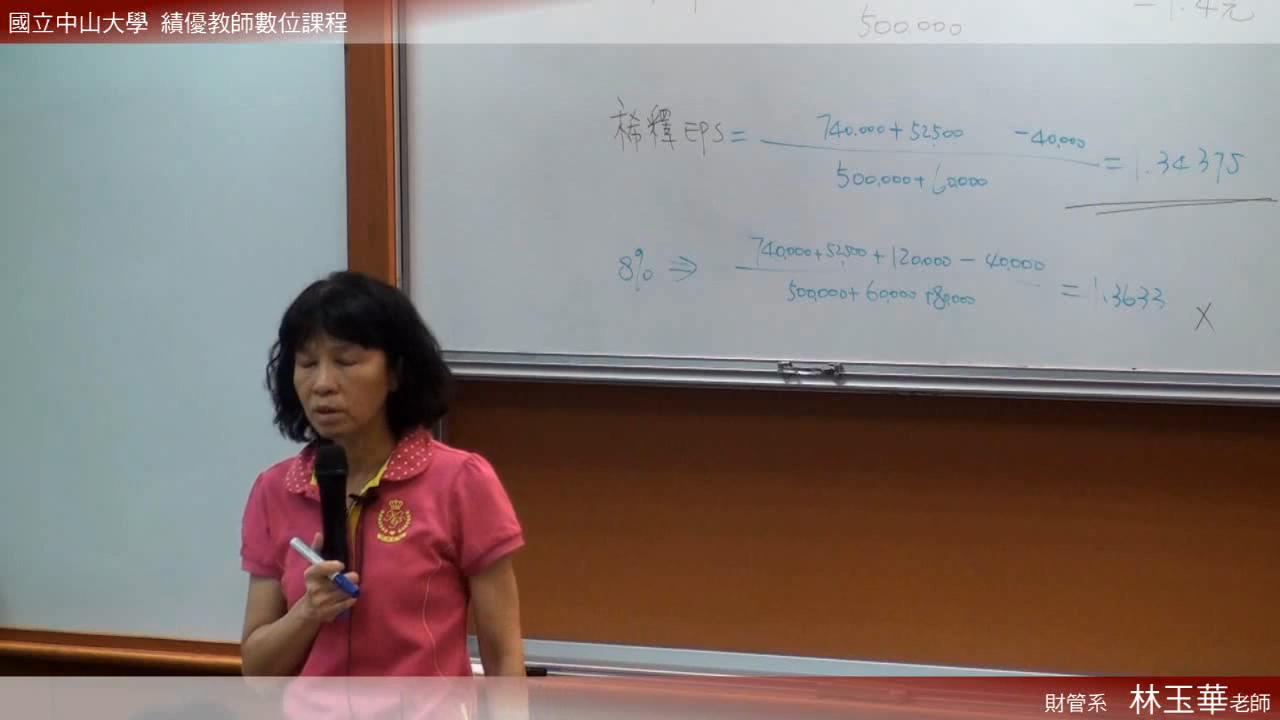 國立中山大學 績優教師數位課程
500,000
= 1.4元
稀釋EPS = 740,000 + 52,500 - 40,000 / 500,000 + 60,000 = 1.34375
8% ⇒ 740,000 + 52,500 + 120,000 - 40,000 / 500,000 + 60,000 + 80,000 = 1.3633 X
財管系 林玉華老師